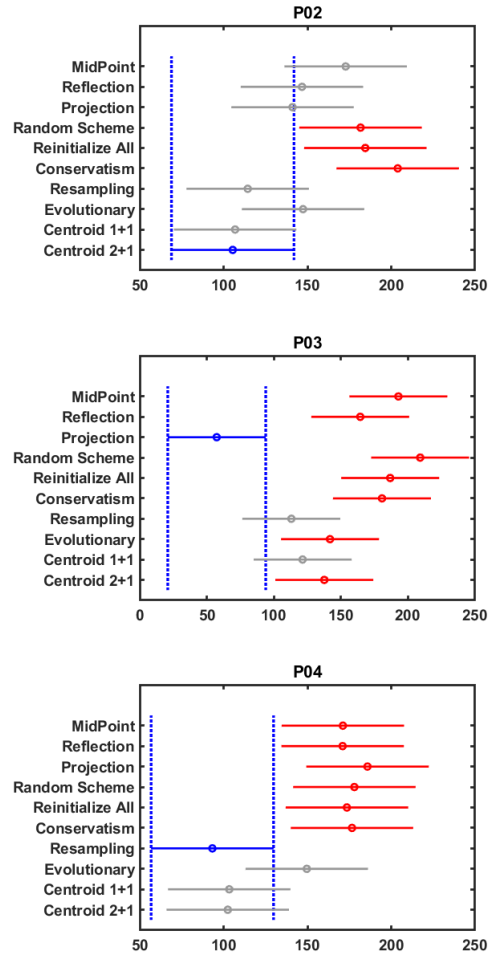 P02
MidPoint
Reflection
Projection
Random Scheme
Reinitialize All
Conservatism
Resampling
Evolutionary
Centroid 1+1
Centroid 2+1
50 100 150 200 250
P03
MidPoint
Reflection
Projection
Random Scheme
Reinitialize All
Conservatism
Resampling
Evolutionary
Centroid 1+1
Centroid 2+1
0 50 100 150 200 250
P04
MidPoint
Reflection
Projection
Random Scheme
Reinitialize All
Conservatism
Resampling
Evolutionary
Centroid 1+1
Centroid 2+1
50 100 150 200 250